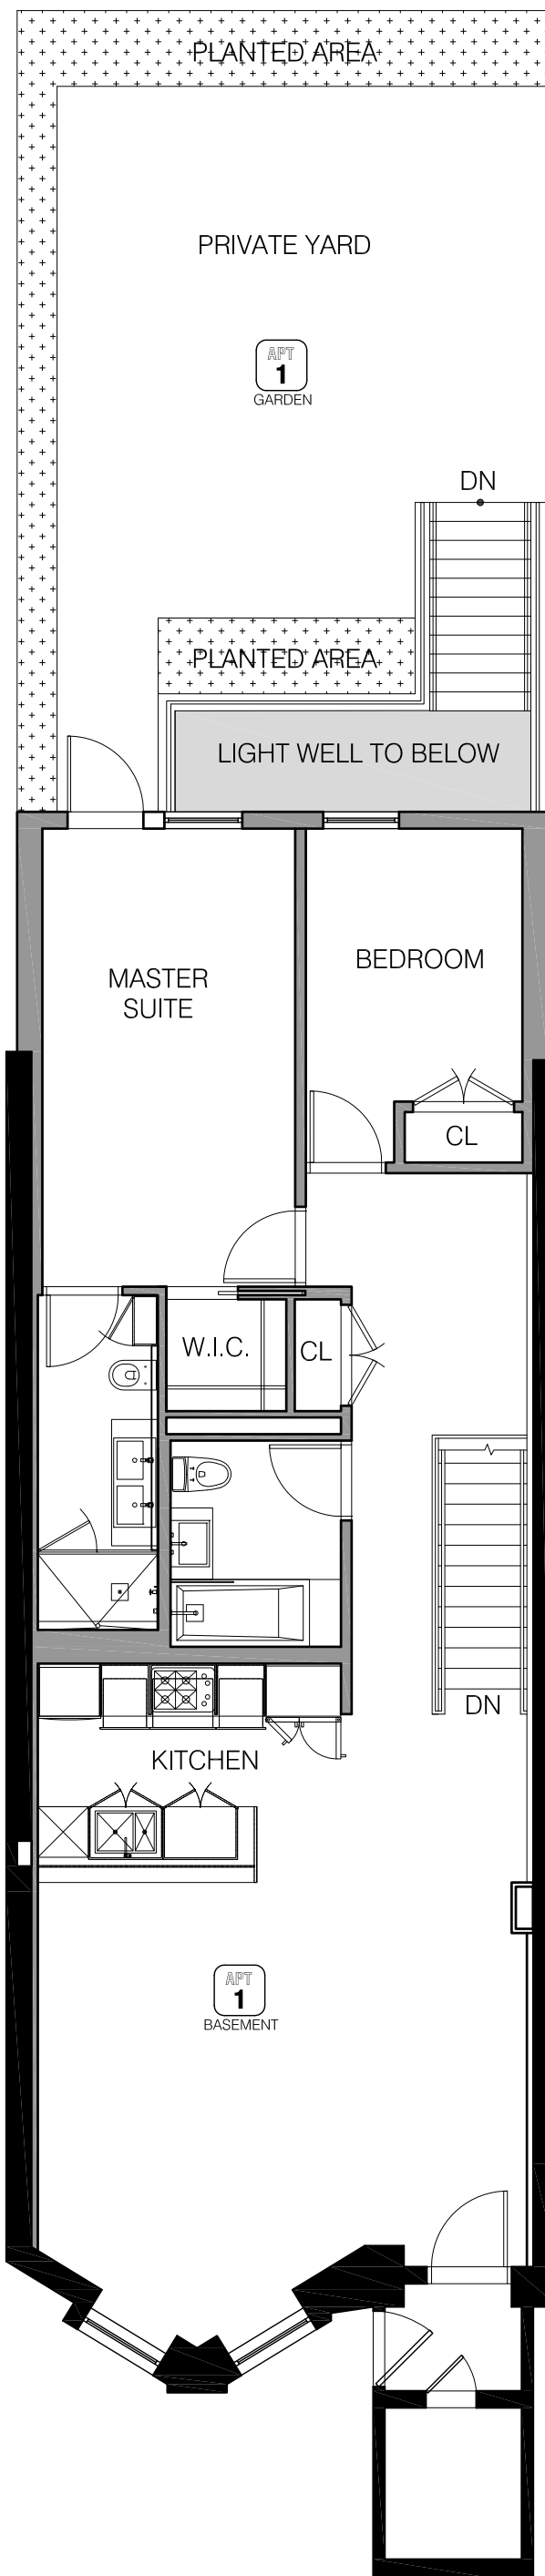 PLANTED AREA
PRIVATE YARD
APT
1
GARDEN
DN
PLANTED AREA
LIGHT WELL TO BELOW
BEDROOM
MASTER
SUITE
CL
W.I.C.
CL
DN
KITCHEN
APT
1
BASEMENT